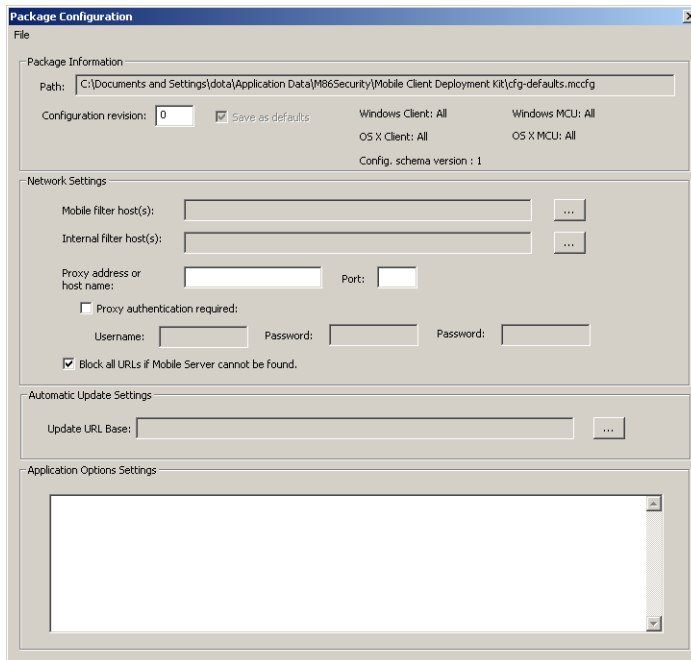 Package Configuration
File
Package Information
Path: C:\Documents and Settings\dota\Application Data\M86Security\Mobile Client Deployment Kit\cfg-defaults.mccfg
Configuration revision: 0 Save as defaults Windows Client: All Windows MCU: All
OS X Client: All OS X MCU: All
Config. schema version : 1
Network Settings
Mobile filter host(s): ...
Internal filter host(s): ...
Proxy address or
host name: Port:
Proxy authentication required:
Username: Password: Password:
Block all URLs if Mobile Server cannot be found.
Automatic Update Settings
Update URL Base: ...
Application Options Settings